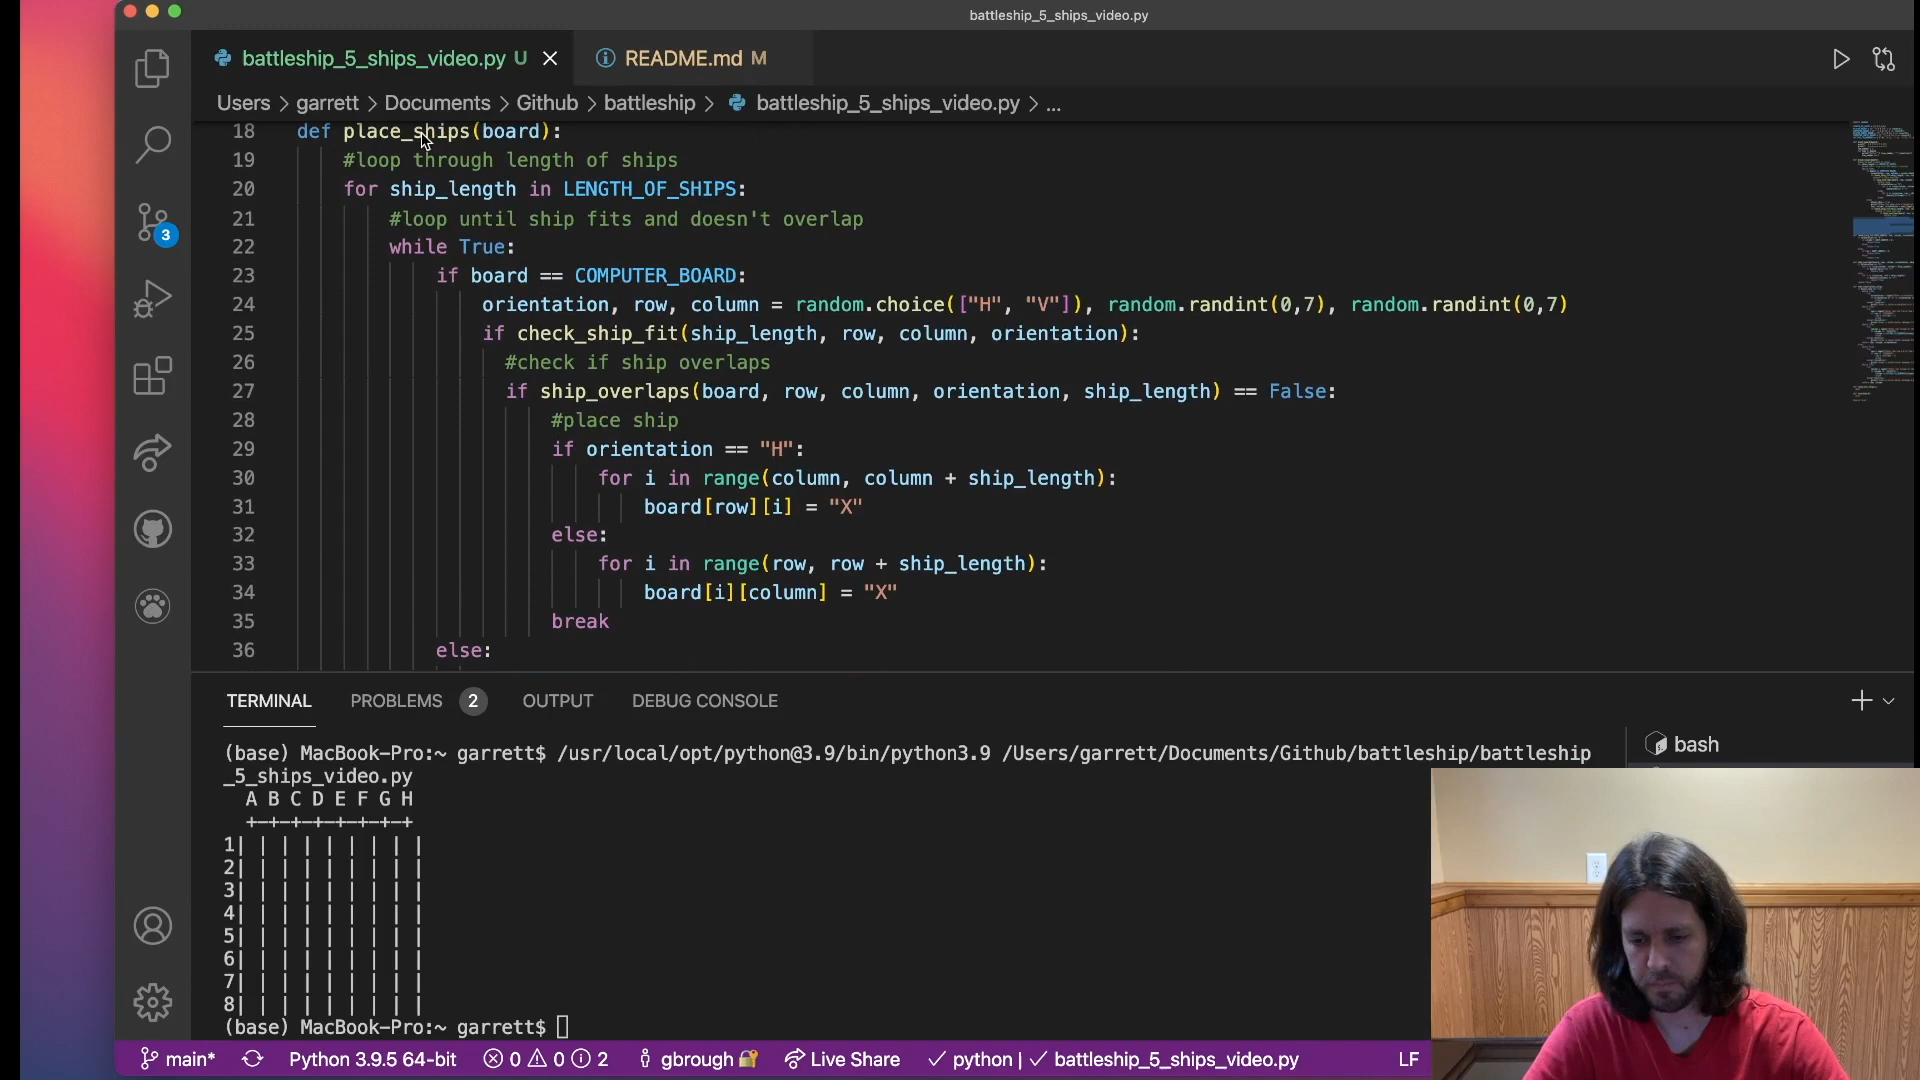 battleship_5_ships_video.py
battleship_5_ships_video.py U
README.md M
Users > garrett > Documents > Github > battleship > battleship_5_ships_video.py > ...
18 def place_ships(board):
19 #loop through length of ships
20 for ship_length in LENGTH_OF_SHIPS:
21 #loop until ship fits and doesn't overlap
22 while True:
23 if board == COMPUTER_BOARD:
24 orientation, row, column = random.choice(["H", "V"]), random.randint(0,7), random.randint(0,7)
25 if check_ship_fit(ship_length, row, column, orientation):
26 #check if ship overlaps
27 if ship_overlaps(board, row, column, orientation, ship_length) == False:
28 #place ship
29 if orientation == "H":
30 for i in range(column, column + ship_length):
31 board[row][i] = "X"
32 else:
33 for i in range(row, row + ship_length):
34 board[i][column] = "X"
35 break
36 else:
3
TERMINAL PROBLEMS 2 OUTPUT DEBUG CONSOLE
(base) MacBook-Pro:~ garrett$ /usr/local/opt/python@3.9/bin/python3.9 /Users/garrett/Documents/Github/battleship/battleship
_5_ships_video.py
A B C D E F G H
+-+-+-+-+-+-+-+
1| | | | | | | | |
2| | | | | | | | |
3| | | | | | | | |
4| | | | | | | | |
5| | | | | | | | |
6| | | | | | | | |
7| | | | | | | | |
8| | | | | | | | |
(base) MacBook-Pro:~ garrett$
bash
main* Python 3.9.5 64-bit 0 0 2 gbrough Live Share python | battleship_5_ships_video.py LF